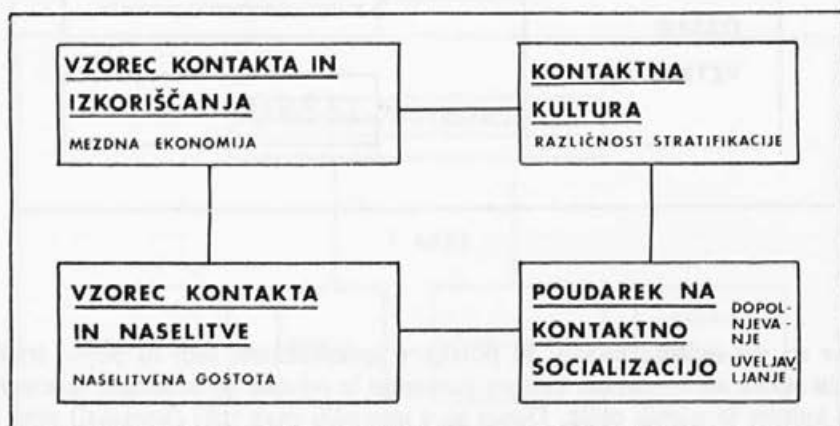 VZOREC KONTAKTA IN
IZKORIŠČANJA
MEZDNA EKONOMIJA
KONTAKTNA
KULTURA
RAZLIČNOST STRATIFIKACIJE
VZOREC KONTAKTA
IN NASELITVE
NASELITVENA GOŠTOTA
POUDAREK NA
KONTAKTNO
SOCIALIZACIJO
DOPOL-
NJEVA-
NJE
UVELJAV-
LJANJE